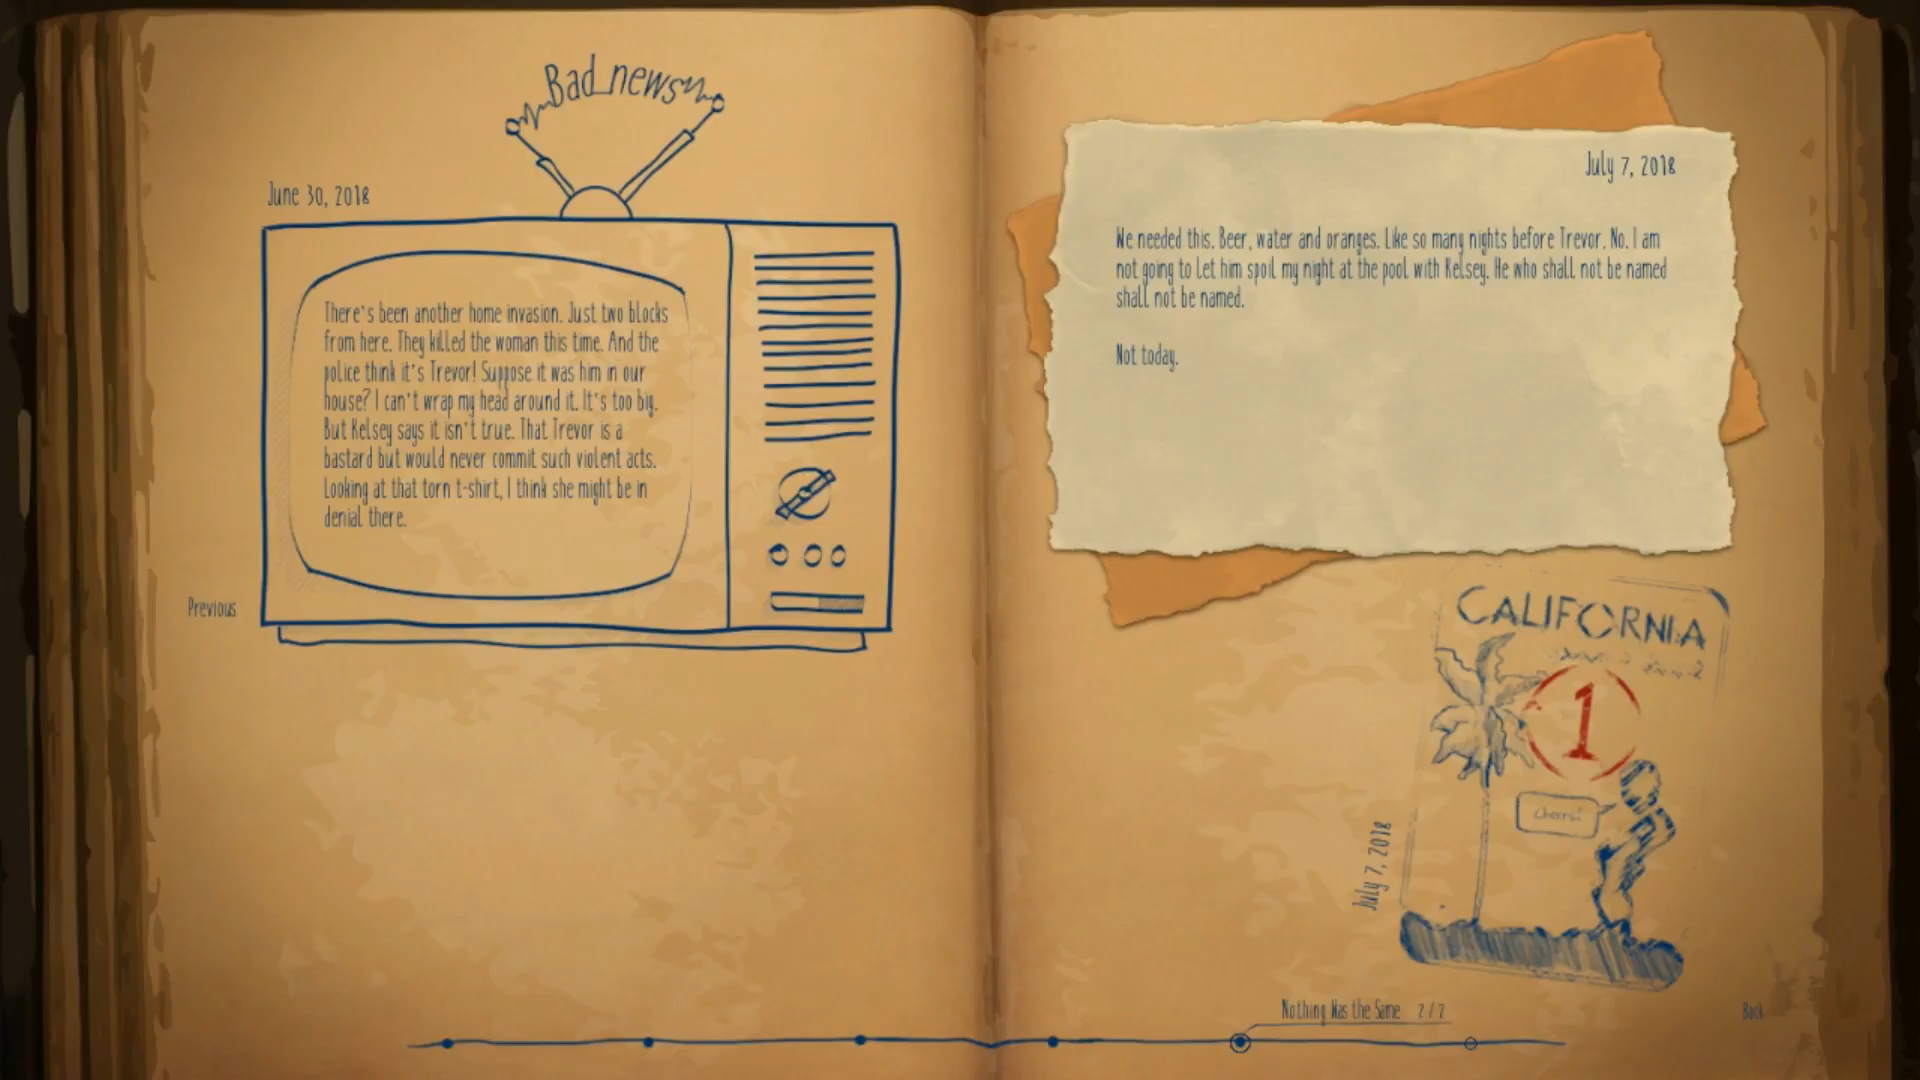 Bad news
June 30, 2018
There's been another home invasion. Just two blocks
from here. They killed the woman this time. And the
police think it's Trevor! Suppose it was him in our
house? I can't wrap my head around it. It's too big.
But Kelsey says it isn't true. That Trevor is a
bastard but would never commit such violent acts.
Looking at that torn t-shirt, I think she might be in
denial there.
Previous
July 7, 2018
We needed this. Beer, water and oranges. Like so many nights before Trevor. No. I am
not going to let him spoil my night at the pool with Kelsey. He who shall not be named
shall not be named.
Not today.
CALIFORNIA
1
Cheers!
July 7, 2018
Nothing Was the Same 2/2
Back